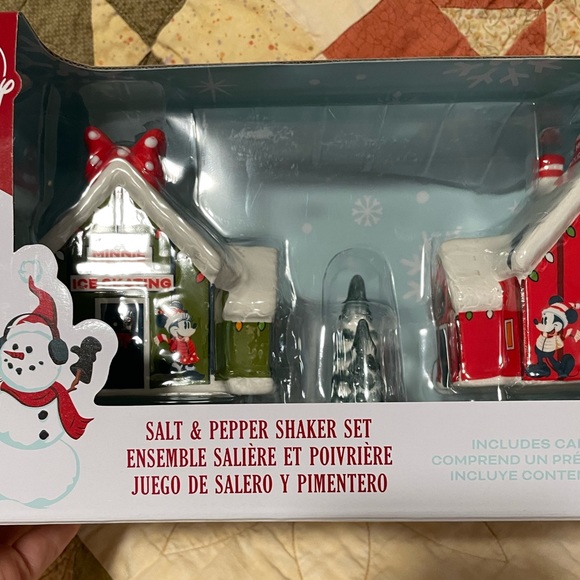 MINNIE
ICE SKATING
SALT & PEPPER SHAKER SET
ENSEMBLE SALIÈRE ET POIVRIÈRE
JUEGO DE SALERO Y PIMENTERO
INCLUDES CA
COMPREND UN PRÉ
INCLUYE CONTE